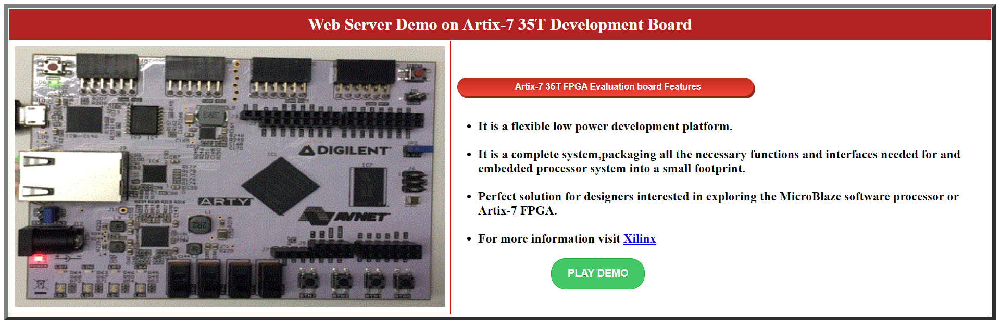 Web Server Demo on Artix-7 35T Development Board
Artix-7 35T FPGA Evaluation board Features
• It is a flexible low power development platform.
• It is a complete system,packaging all the necessary functions and interfaces needed for and
embedded processor system into a small footprint.
• Perfect solution for designers interested in exploring the MicroBlaze software processor or
Artix-7 FPGA.
• For more information visit Xilinx
PLAY DEMO
DIGILENT
ARTY
AVNET
2R2
POWER